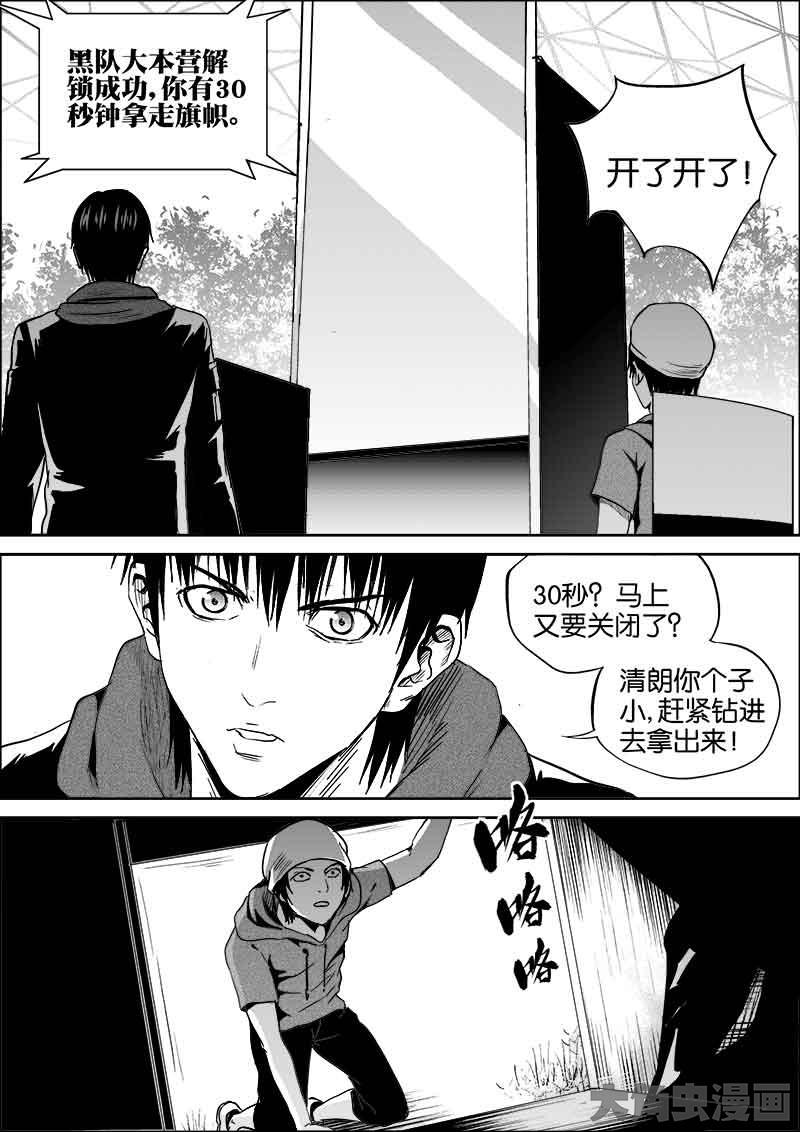 黑队大本营解
锁成功，你有30
秒钟拿走旗帜。
开了开了！
30秒？马上
又要关闭了？
清朗你个子
小，赶紧钻进
去拿出来！
咯
咯
咯
大角虫漫画